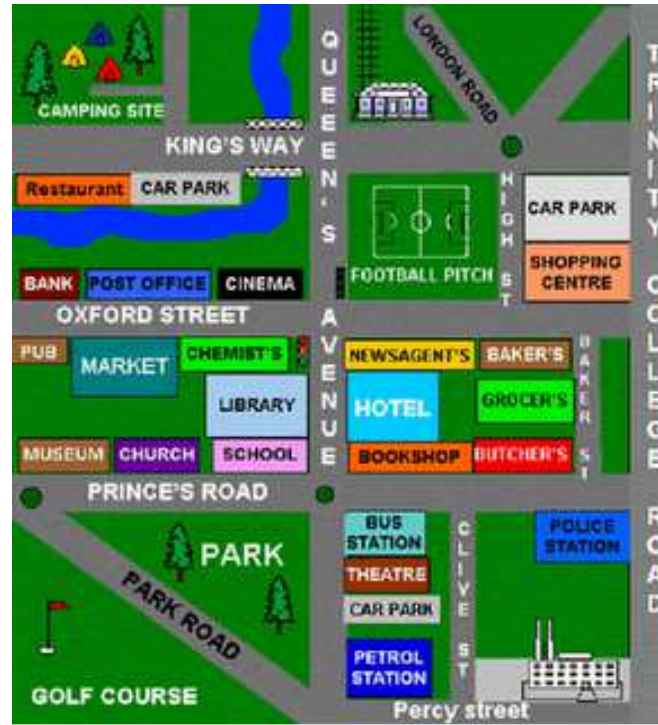 CAMPING SITE
QUEEEN'S AVENUE
LONDON ROAD
TRINITY COLLEGE ROAD
KING'S WAY
Restaurant
CAR PARK
HIGH ST
CAR PARK
FOOTBALL PITCH
SHOPPING
CENTRE
BANK
POST OFFICE
CINEMA
OXFORD STREET
PUB
MARKET
CHEMIST'S
LIBRARY
NEWSAGENT'S
BAKER'S
BAKER ST
HOTEL
GROCER'S
MUSEUM
CHURCH
SCHOOL
BOOKSHOP
BUTCHER'S
PRINCE'S ROAD
PARK
PARK ROAD
BUS
STATION
CLIVE ST
POLICE
STATION
THEATRE
CAR PARK
PETROL
STATION
GOLF COURSE
Percy street